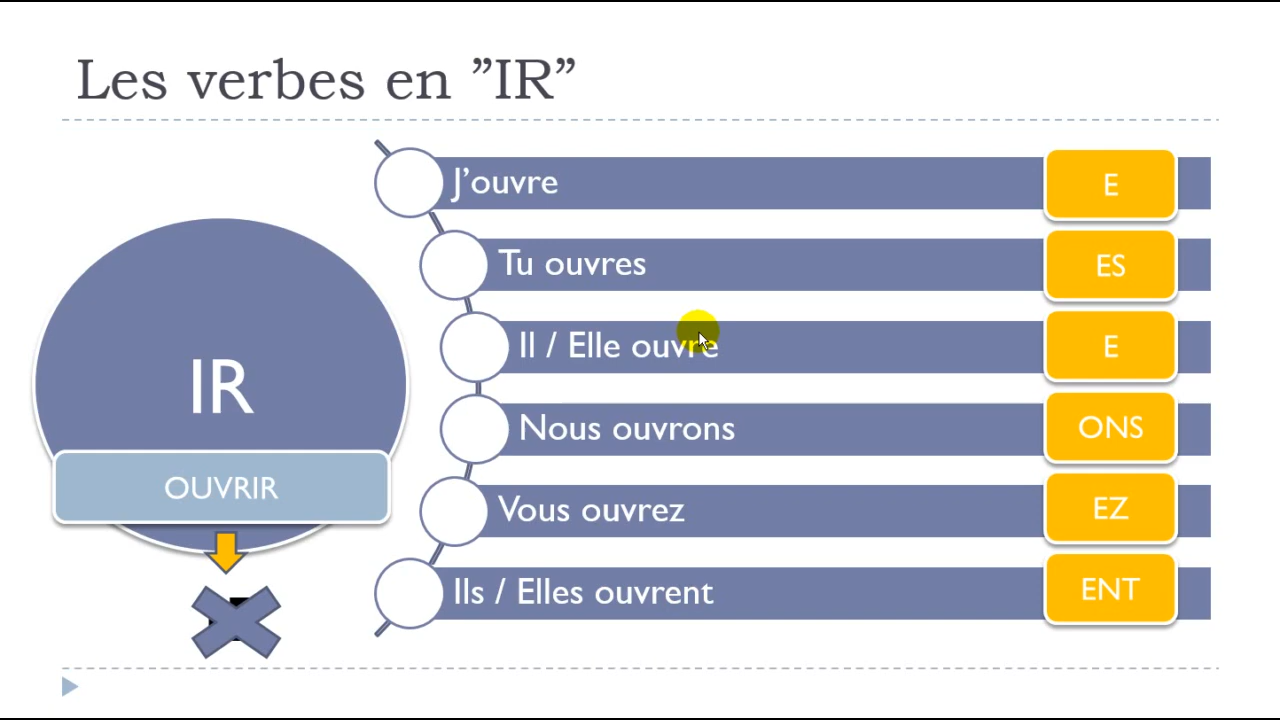 Les verbes en ”IR”
J’ouvre
E
Tu ouvres
ES
Il / Elle ouvre
E
IR
Nous ouvrons
ONS
OUVRIR
Vous ouvrez
EZ
Ils / Elles ouvrent
ENT